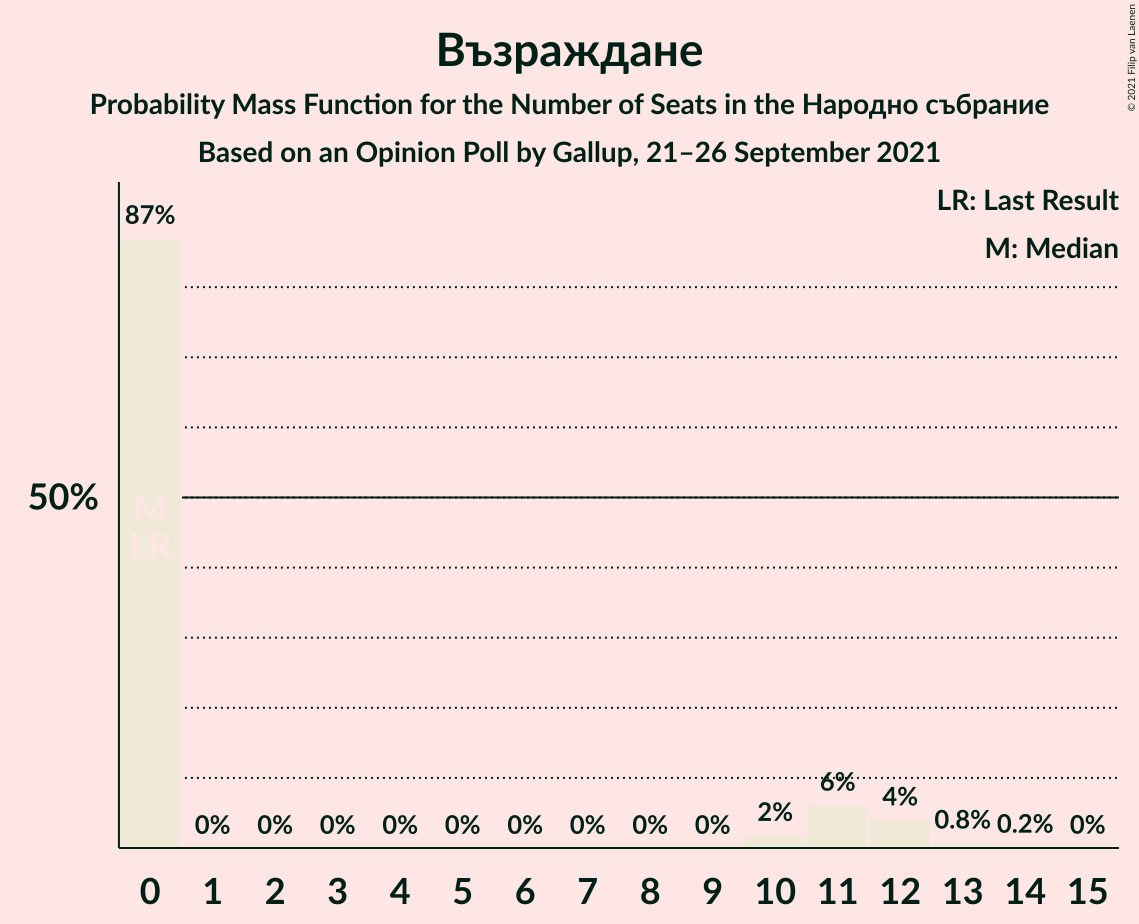 Възраждане
Probability Mass Function for the Number of Seats in the Народно събрание
Based on an Opinion Poll by Gallup, 21–26 September 2021
© 2021 Filip van Laenen
LR: Last Result
M: Median
87%
50%
M
LR
0% 0% 0% 0% 0% 0% 0% 0% 0% 2% 6% 4% 0.8% 0.2% 0%
0 1 2 3 4 5 6 7 8 9 10 11 12 13 14 15